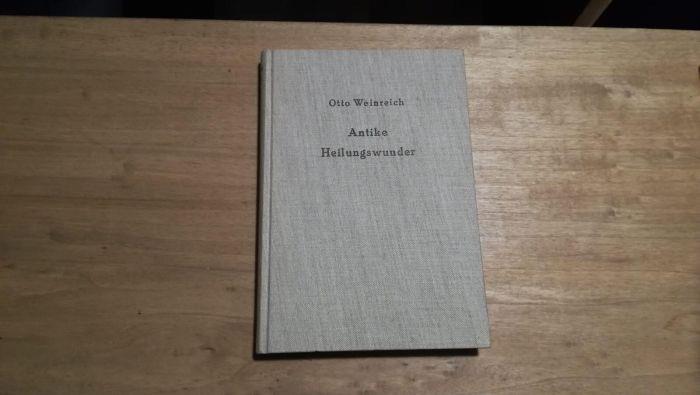 Otto Weinreich
Antike
Heilungswunder